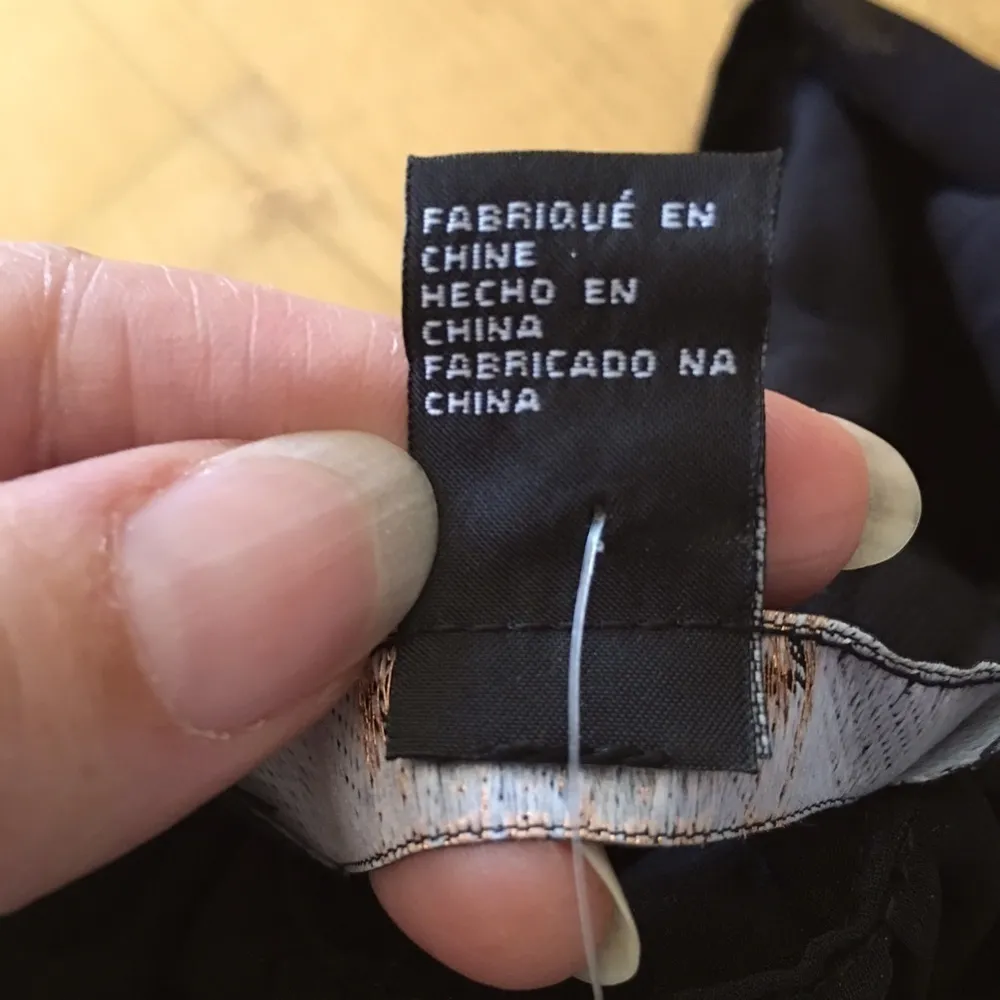 FABRIQUÉ EN
CHINE
HECHO EN
CHINA
FABRICADO NA
CHINA